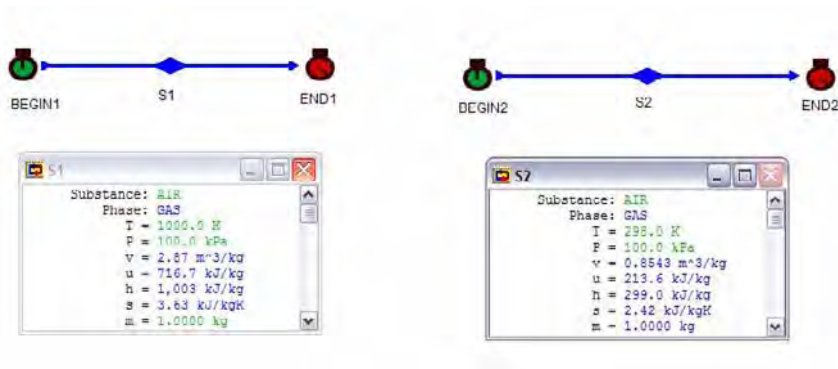 BEGIN1
S1
END1
BEGIN2
S2
END2
S1
Substance: AIR
Phase: GAS
T = 1000.0 K
P = 100.0 kPa
v = 2.87 m^3/kg
u = 716.7 kJ/kg
h = 1,003 kJ/kg
s = 3.63 kJ/kgK
m = 1.0000 kg
S2
Substance: AIR
Phase: GAS
T = 298.0 K
P = 100.0 kPa
v = 0.8543 m^3/kg
u = 213.6 kJ/kg
h = 299.0 kJ/kg
s = 2.42 kJ/kgK
m = 1.0000 kg